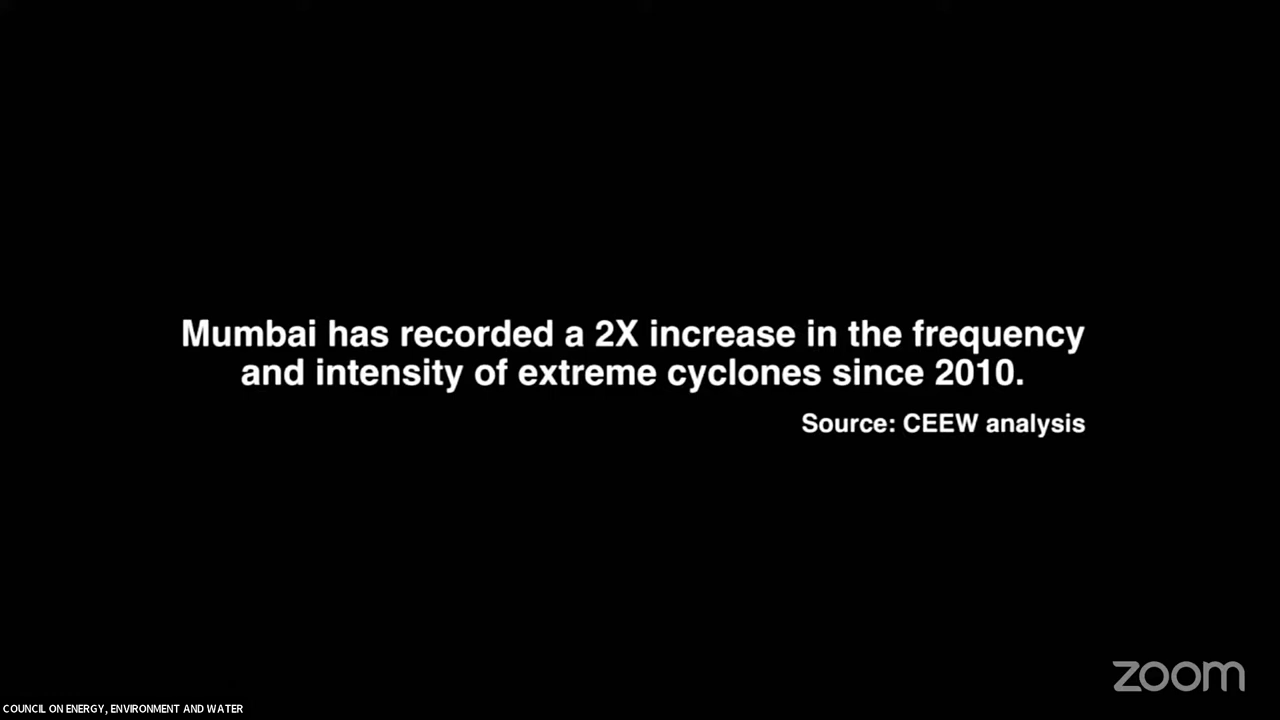 Mumbai has recorded a 2X increase in the frequency
and intensity of extreme cyclones since 2010.
Source: CEEW analysis
zoom
COUNCIL ON ENERGY, ENVIRONMENT AND WATER